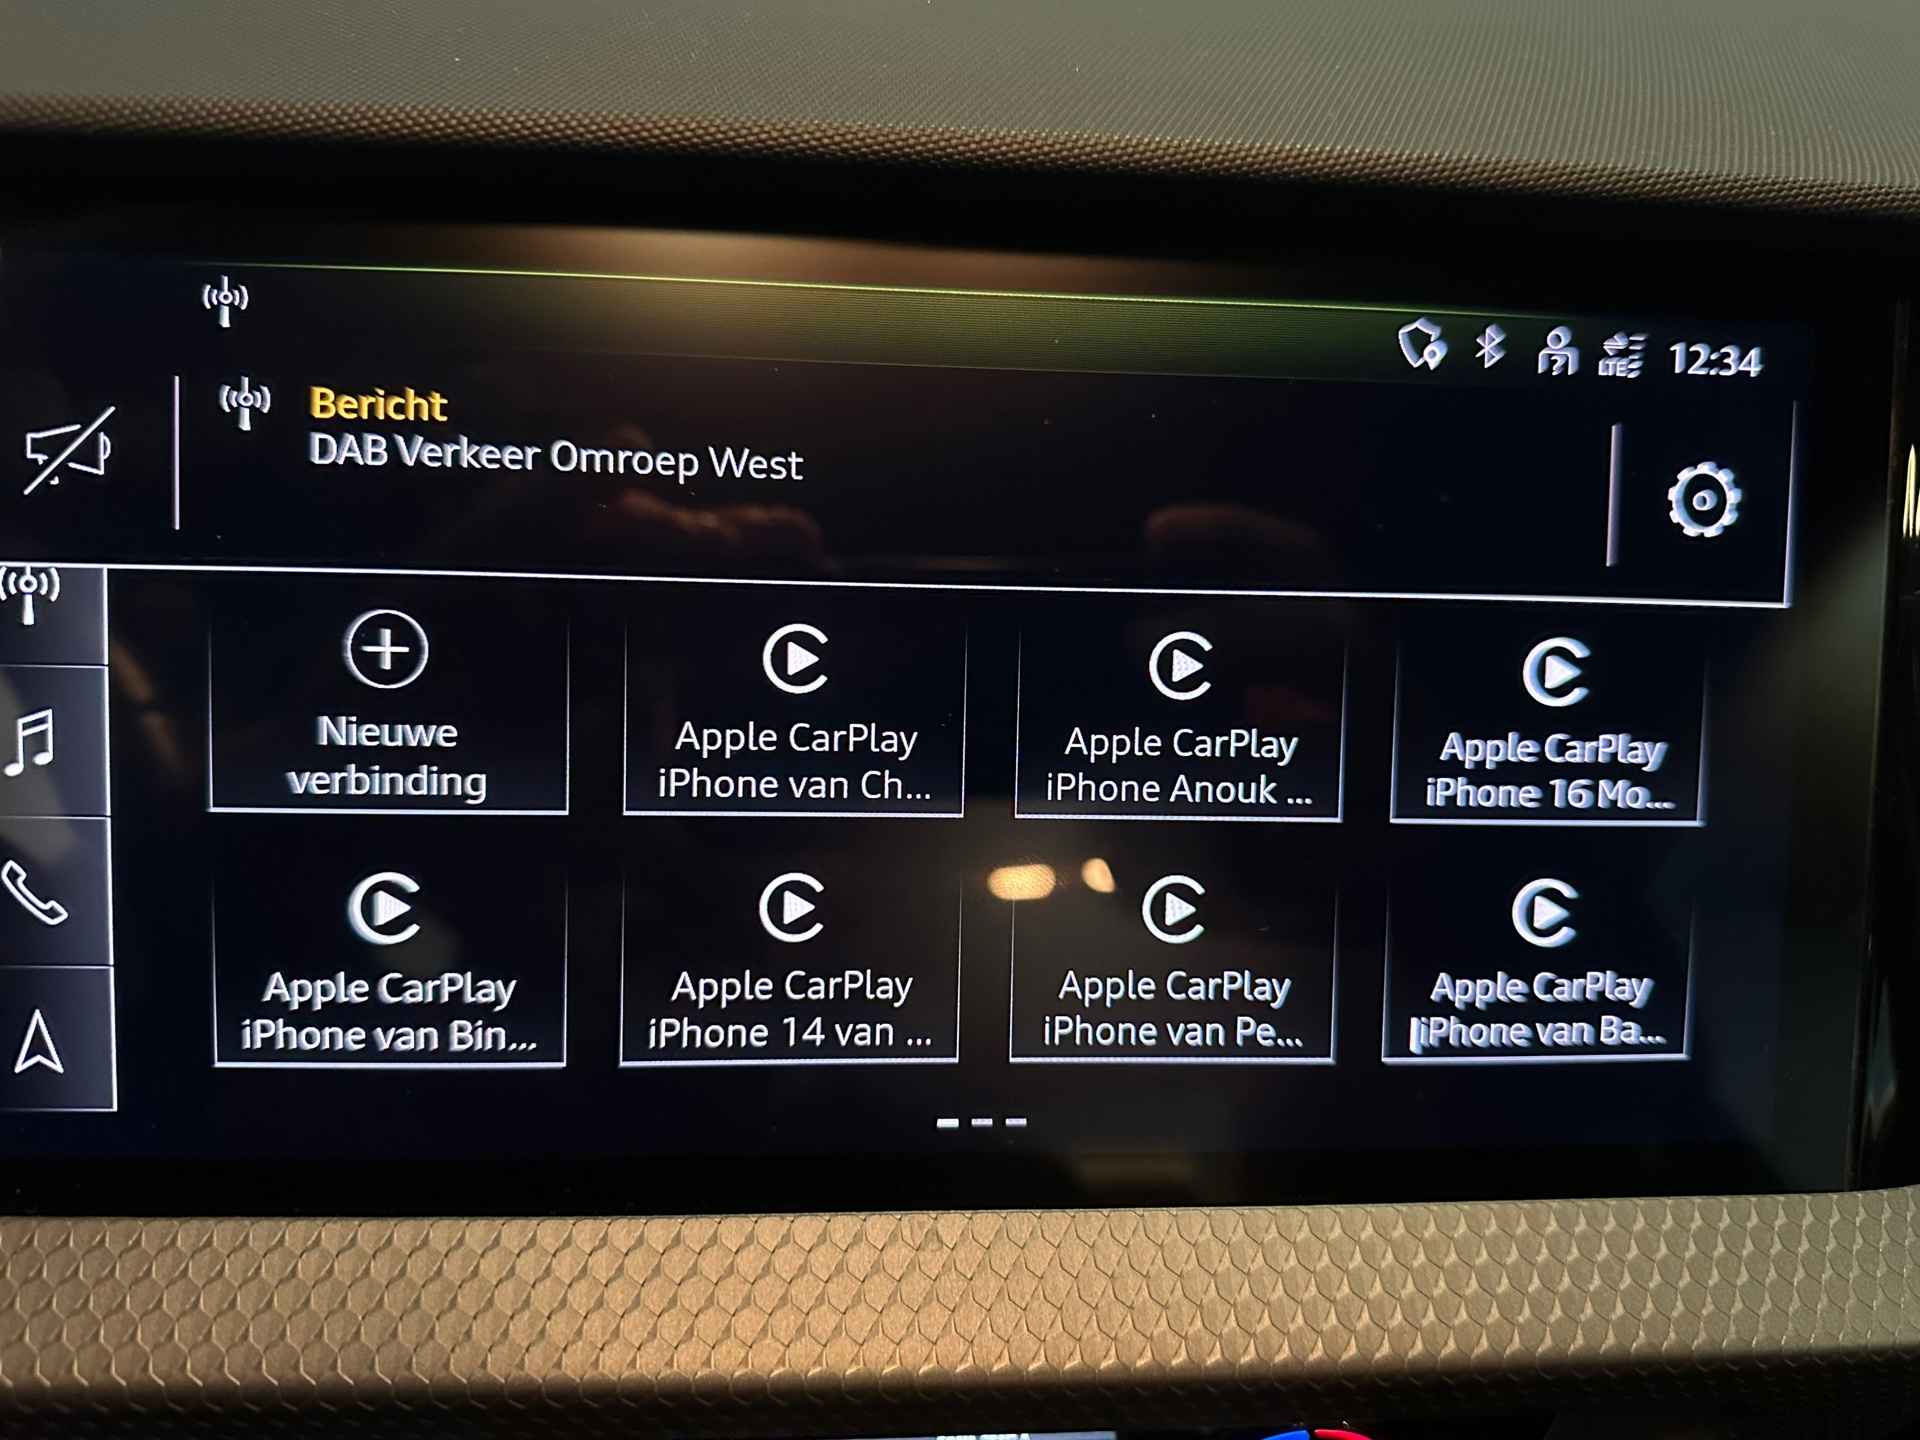 LTE
12:34
Bericht
DAB Verkeer Omroep West
Nieuwe
verbinding
Apple CarPlay
iPhone van Ch...
Apple CarPlay
iPhone Anouk ...
Apple CarPlay
iPhone 16 Mo...
Apple CarPlay
iPhone van Bin...
Apple CarPlay
iPhone 14 van ...
Apple CarPlay
iPhone van Pe...
Apple CarPlay
iPhone van Ba...